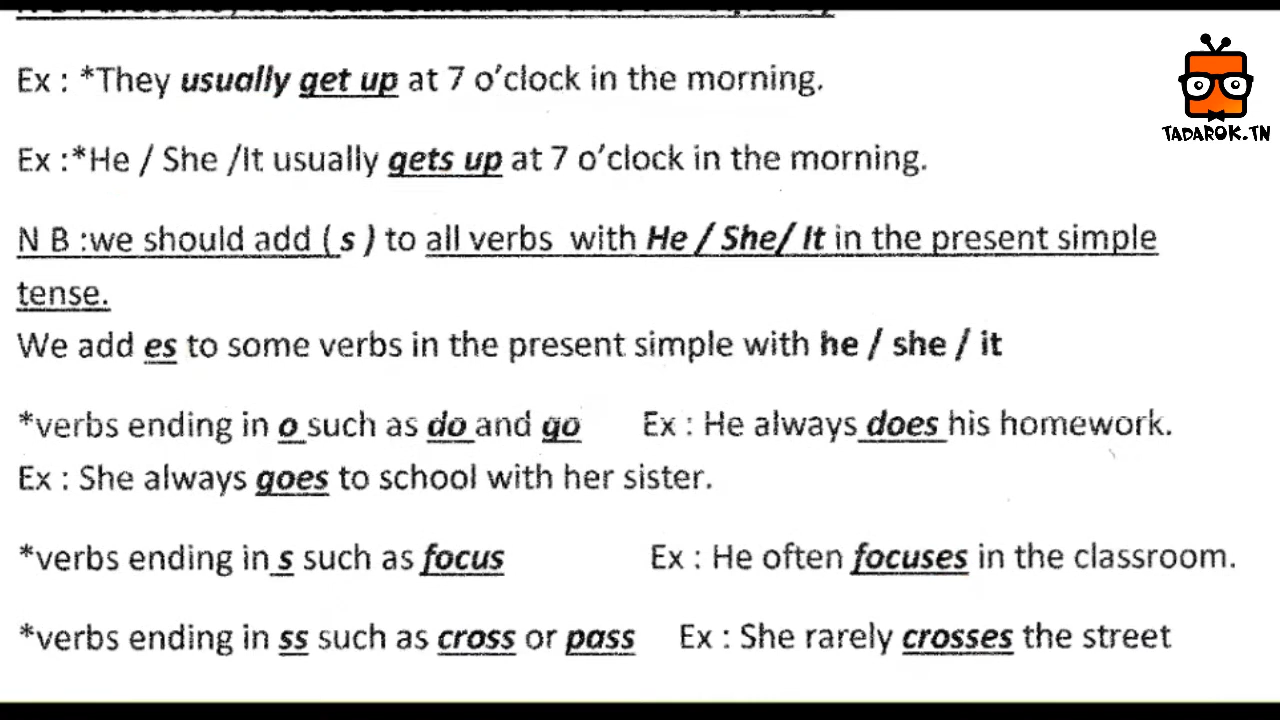 Ex : *They usually get up at 7 o'clock in the morning.
TADAROK.TN
Ex :*He / She /It usually gets up at 7 o'clock in the morning.
N B :we should add ( s ) to all verbs with He / She/ It in the present simple
tense.
We add es to some verbs in the present simple with he / she / it
*verbs ending in o such as do and go Ex : He always does his homework.
Ex : She always goes to school with her sister.
*verbs ending in s such as focus Ex : He often focuses in the classroom.
*verbs ending in ss such as cross or pass Ex : She rarely crosses the street